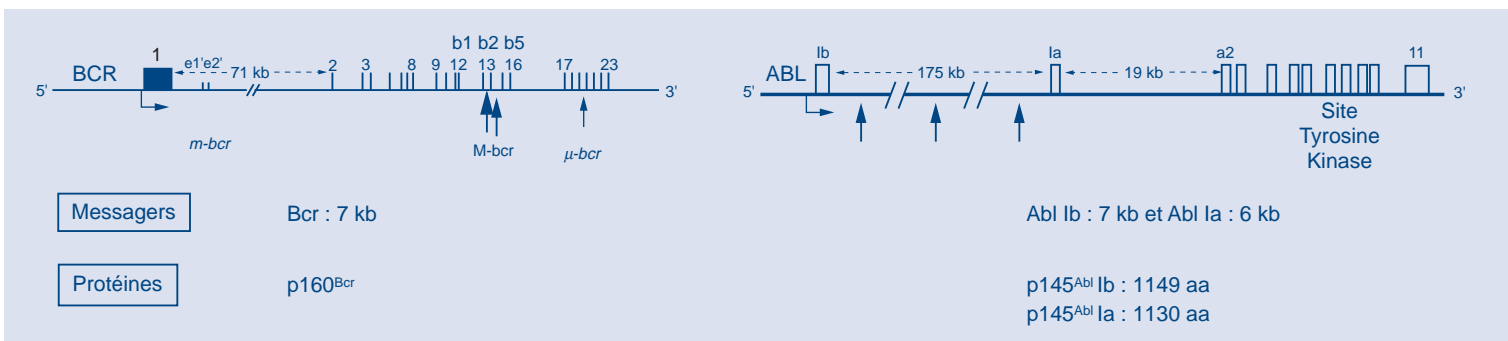 b1 b2 b5
1 e1'e2' 71 kb 2 3 8 9 12 13 16 17 23
BCR
5' 3'
m-bcr M-bcr μ-bcr
Ib 175 kb Ia 19 kb a2 11
ABL
5' 3'
Site
Tyrosine
Kinase
Messagers Bcr : 7 kb Abl Ib : 7 kb et Abl Ia : 6 kb
Protéines p160Bcr p145Abl Ib : 1149 aa
p145Abl Ia : 1130 aa